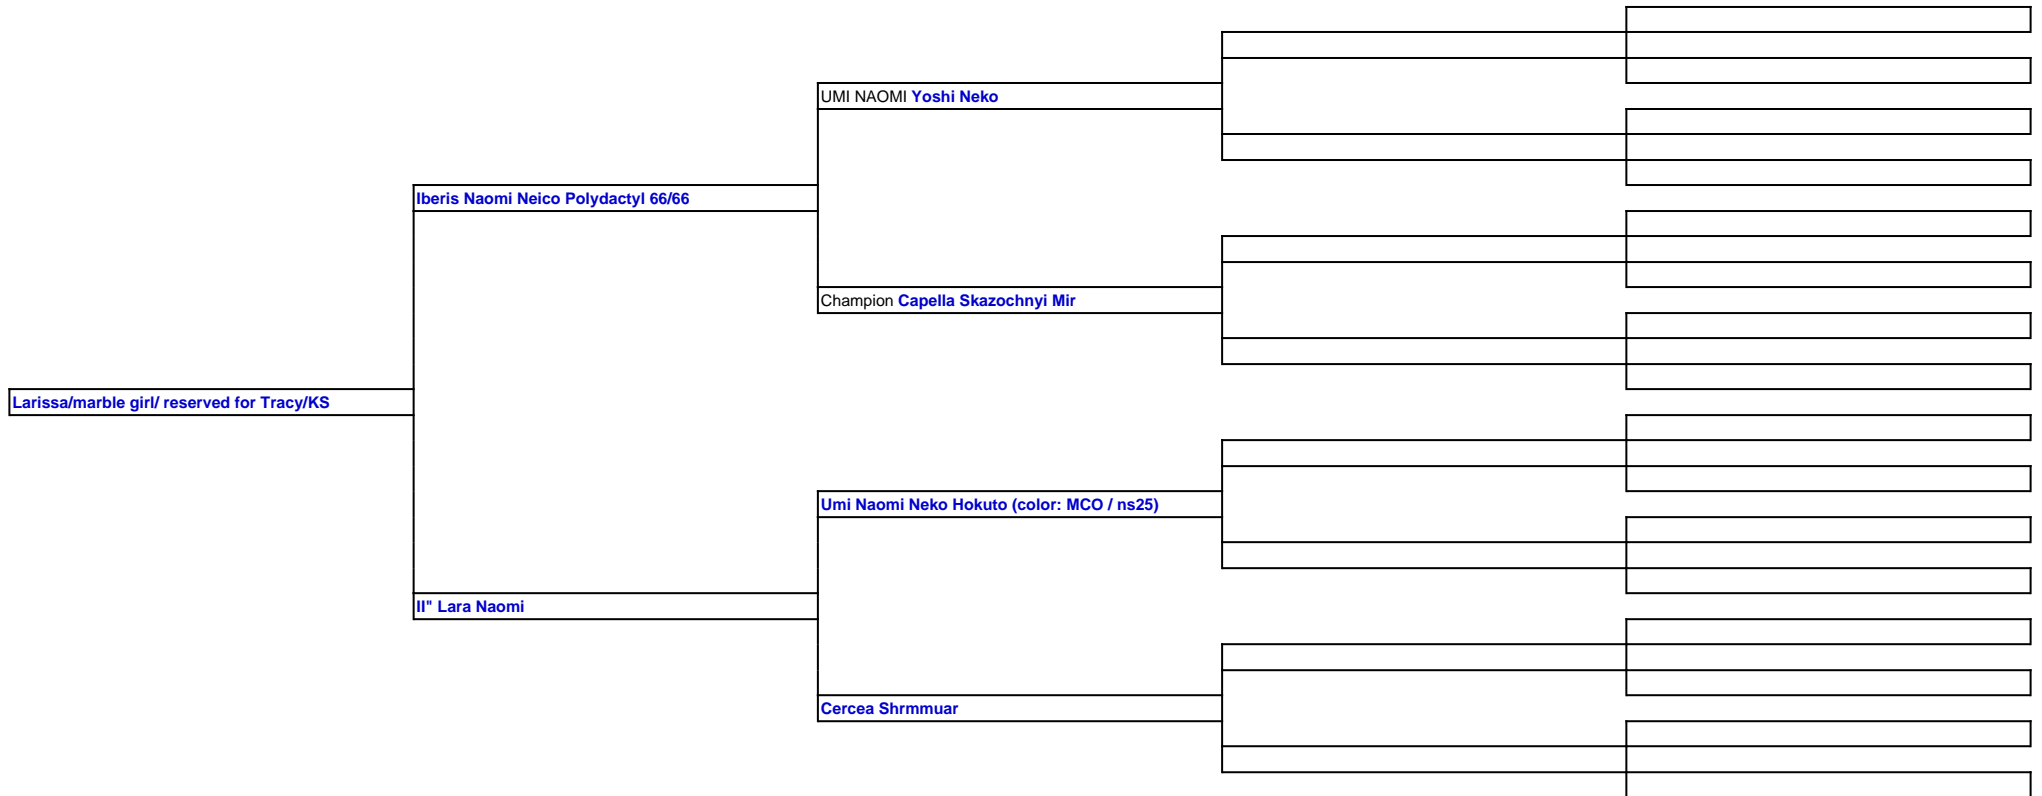 UMI NAOMI Yoshi Neko
Iberis Naomi Neico Polydactyl 66/66
Champion Capella Skazochnyi Mir
Larissa/marble girl/ reserved for Tracy/KS
Umi Naomi Neko Hokuto (color: MCO / ns25)
II" Lara Naomi
Cercea Shrmmuar